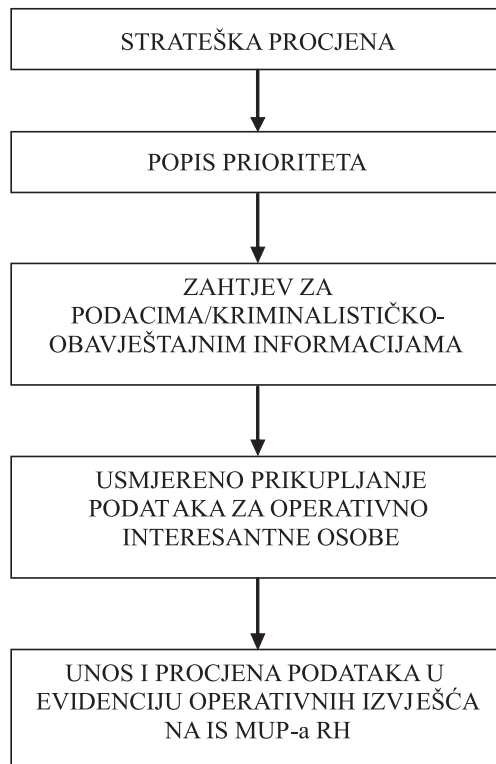 STRATEŠKA PROCJENA
POPIS PRIORITETA
ZAHTJEV ZA
PODACIMA/KRIMINALISTIČKO-
OBAVJEŠTAJNIM INFORMACIJAMA
USMJERENO PRIKUPLJANJE
PODATAKA ZA OPERATIVNO
INTERESANTNE OSOBE
UNOS I PROCJENA PODATAKA U
EVIDENCIJU OPERATIVNIH IZVJEŠĆA
NA IS MUP-a RH